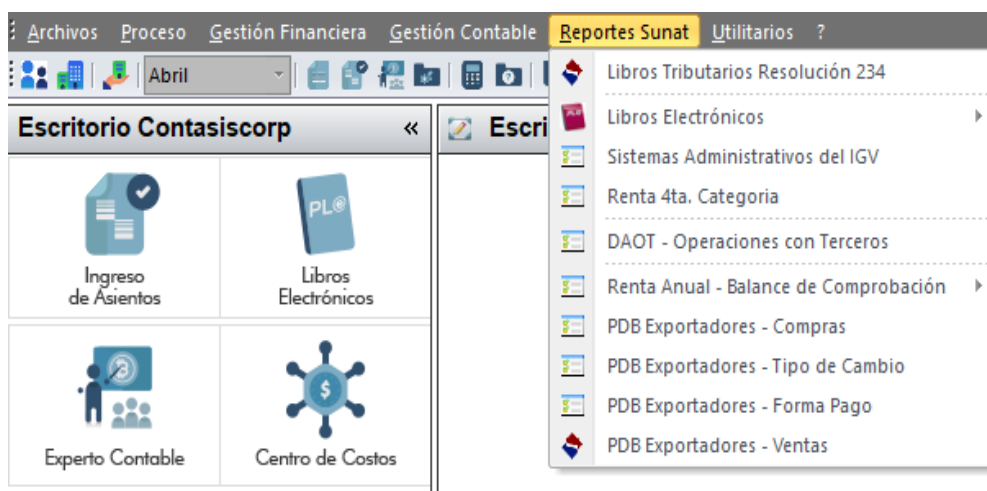 Archivos Proceso Gestión Financiera Gestión Contable Reportes Sunat Utilitarios ?
Abril
Escritorio Contasiscorp «
Escri
Ingreso
de Asientos
PL@
Libros
Electrónicos
Experto Contable
$
Centro de Costos
Libros Tributarios Resolución 234
Libros Electrónicos
Sistemas Administrativos del IGV
Renta 4ta. Categoria
DAOT - Operaciones con Terceros
Renta Anual - Balance de Comprobación
PDB Exportadores - Compras
PDB Exportadores - Tipo de Cambio
PDB Exportadores - Forma Pago
PDB Exportadores - Ventas